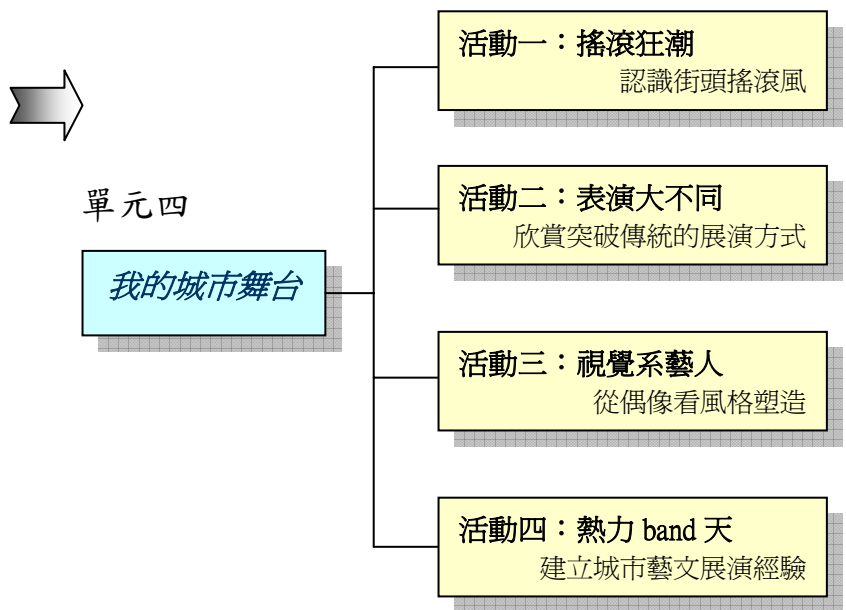 單元四
我的城市舞台
活動一：搖滾狂潮
認識街頭搖滾風
活動二：表演大不同
欣賞突破傳統的展演方式
活動三：視覺系藝人
從偶像看風格塑造
活動四：熱力 band 天
建立城市藝文展演經驗